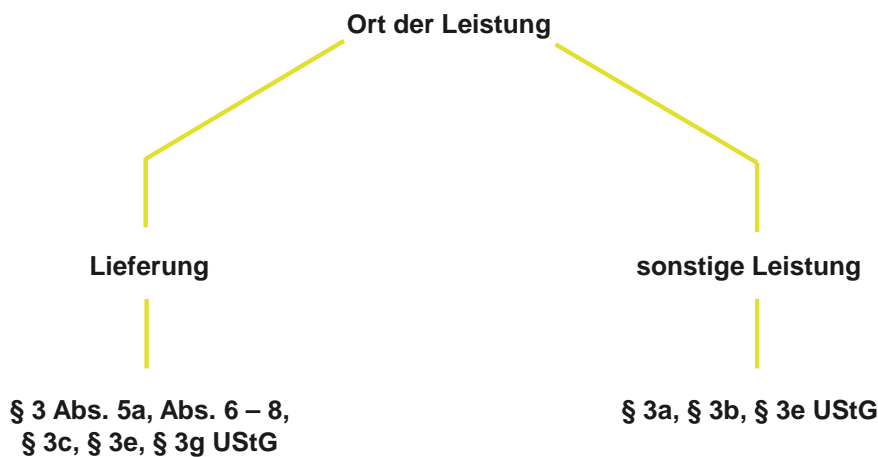 Ort der Leistung
Lieferung
sonstige Leistung
§ 3 Abs. 5a, Abs. 6 – 8,
§ 3c, § 3e, § 3g UStG
§ 3a, § 3b, § 3e UStG